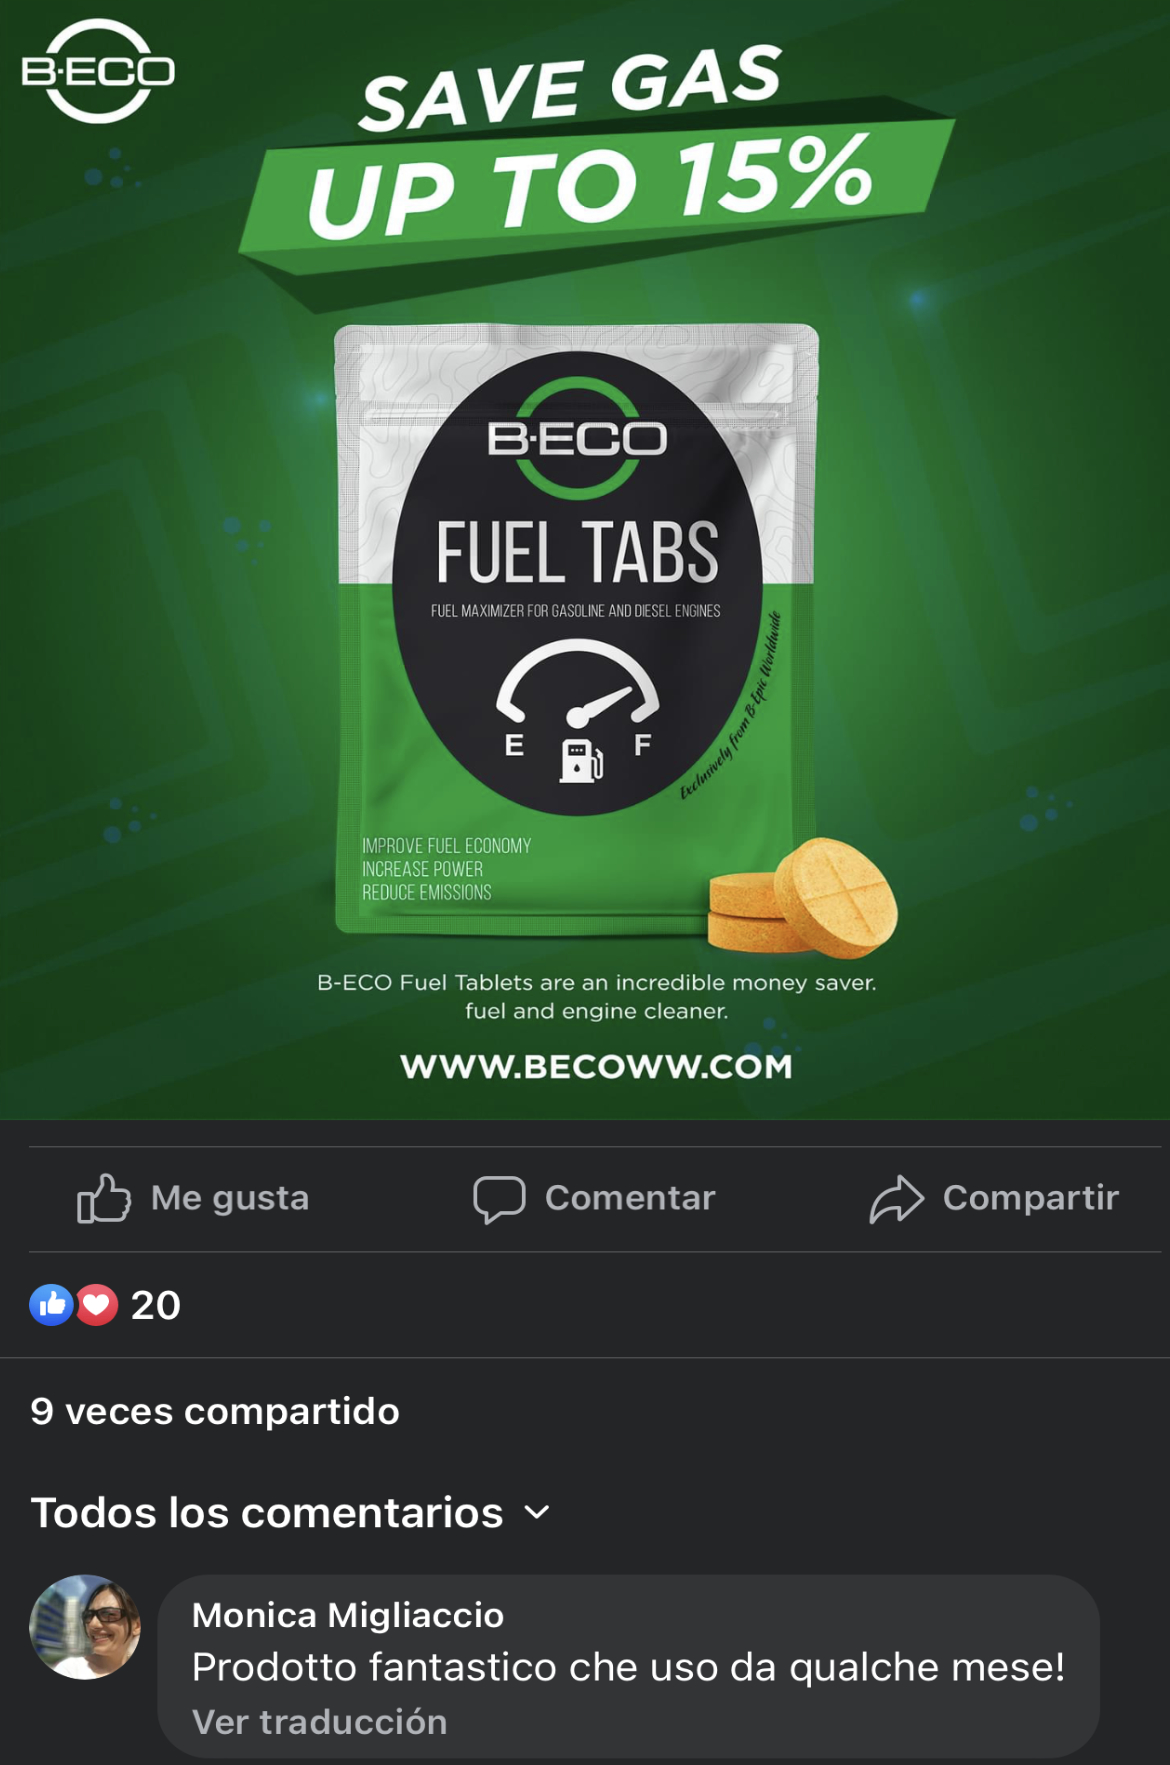 B·ECO
SAVE GAS
UP TO 15%
B·ECO
FUEL TABS
FUEL MAXIMIZER FOR GASOLINE AND DIESEL ENGINES
E F
Exclusively from B-Epic Worldwide
IMPROVE FUEL ECONOMY
INCREASE POWER
REDUCE EMISSIONS
B-ECO Fuel Tablets are an incredible money saver.
fuel and engine cleaner.
WWW.BECOWW.COM
Me gusta Comentar Compartir
20
9 veces compartido
Todos los comentarios
Monica Migliaccio
Prodotto fantastico che uso da qualche mese!
Ver traducción